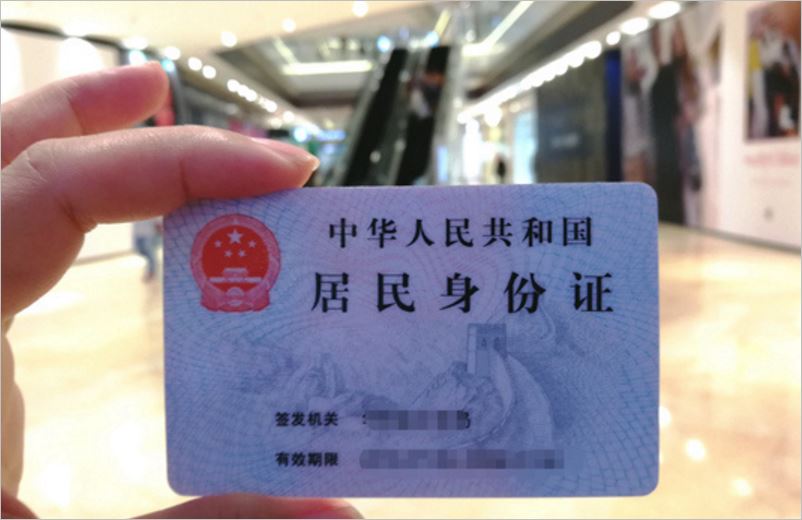 中华人民共和国
居民身份证
签发机关
有效期限